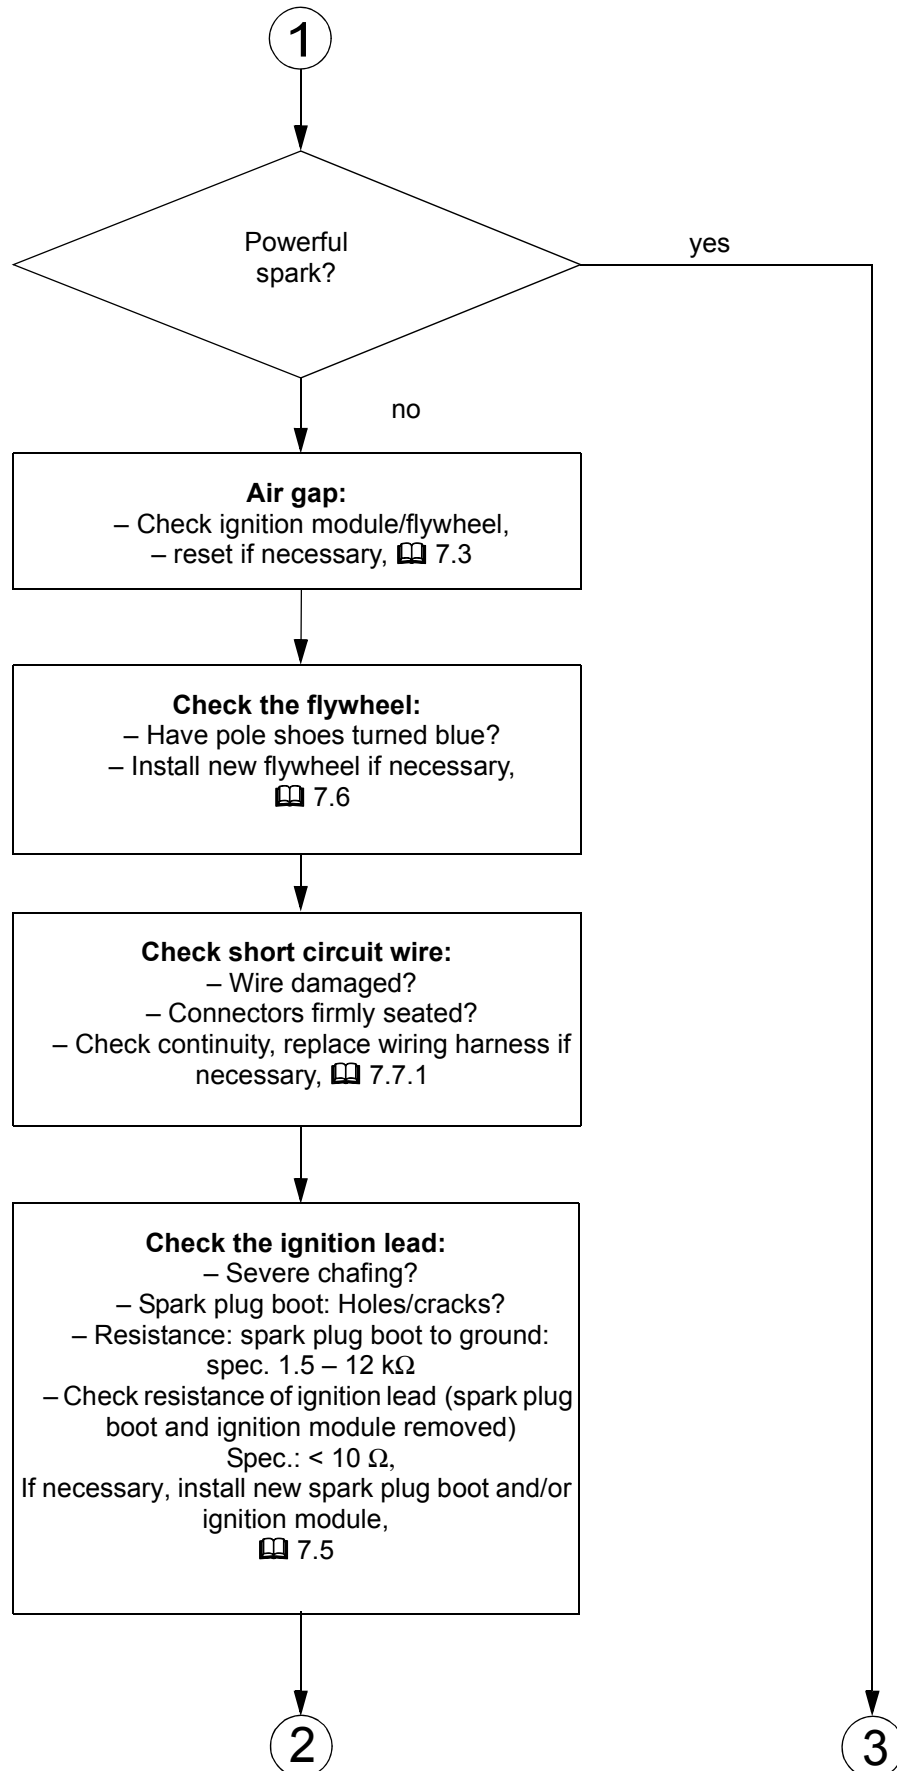 1
Powerful
spark?
yes
no
Air gap:
– Check ignition module/flywheel,
– reset if necessary, 🕮 7.3
Check the flywheel:
– Have pole shoes turned blue?
– Install new flywheel if necessary,
🕮 7.6
Check short circuit wire:
– Wire damaged?
– Connectors firmly seated?
– Check continuity, replace wiring harness if
necessary, 🕮 7.7.1
Check the ignition lead:
– Severe chafing?
– Spark plug boot: Holes/cracks?
– Resistance: spark plug boot to ground:
spec. 1.5 – 12 kΩ
– Check resistance of ignition lead (spark plug
boot and ignition module removed)
Spec.: < 10 Ω,
If necessary, install new spark plug boot and/or
ignition module,
🕮 7.5
2
3